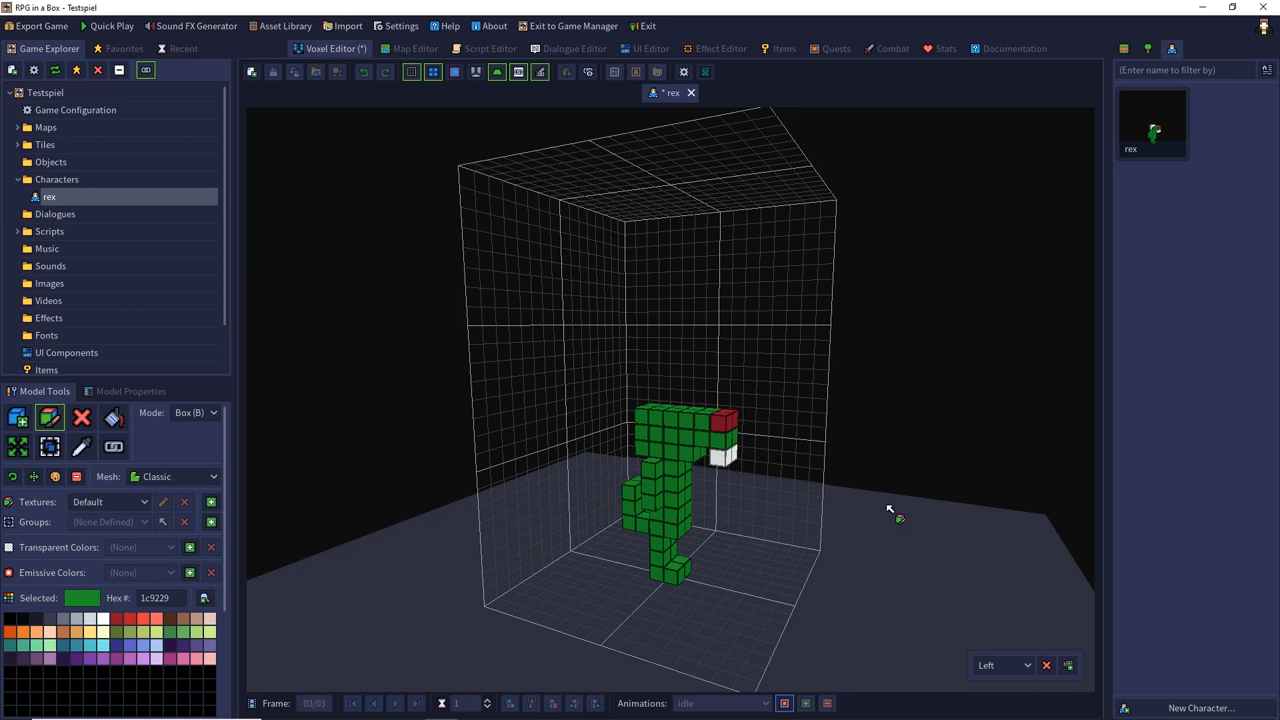 RPG in a Box - Testspiel
Export Game Quick Play Sound FX Generator Asset Library Import Settings Help About Exit to Game Manager Exit
Game Explorer Favorites Recent Voxel Editor (*) Map Editor Script Editor Dialogue Editor UI Editor Effect Editor Items Quests Combat Stats Documentation
(Enter name to filter by)
* rex
Testspiel
Game Configuration
Maps
Tiles
Objects
Characters
rex
Dialogues
Scripts
Music
Sounds
Images
Videos
Effects
Fonts
UI Components
Items
rex
Model Tools Model Properties
Mode: Box (B)
Mesh: Classic
Textures: Default
Groups: (None Defined)
Transparent Colors: (None)
Emissive Colors: (None)
Selected: Hex #: 1c9229
Left
Frame: 03/03 1 Animations: idle
New Character...